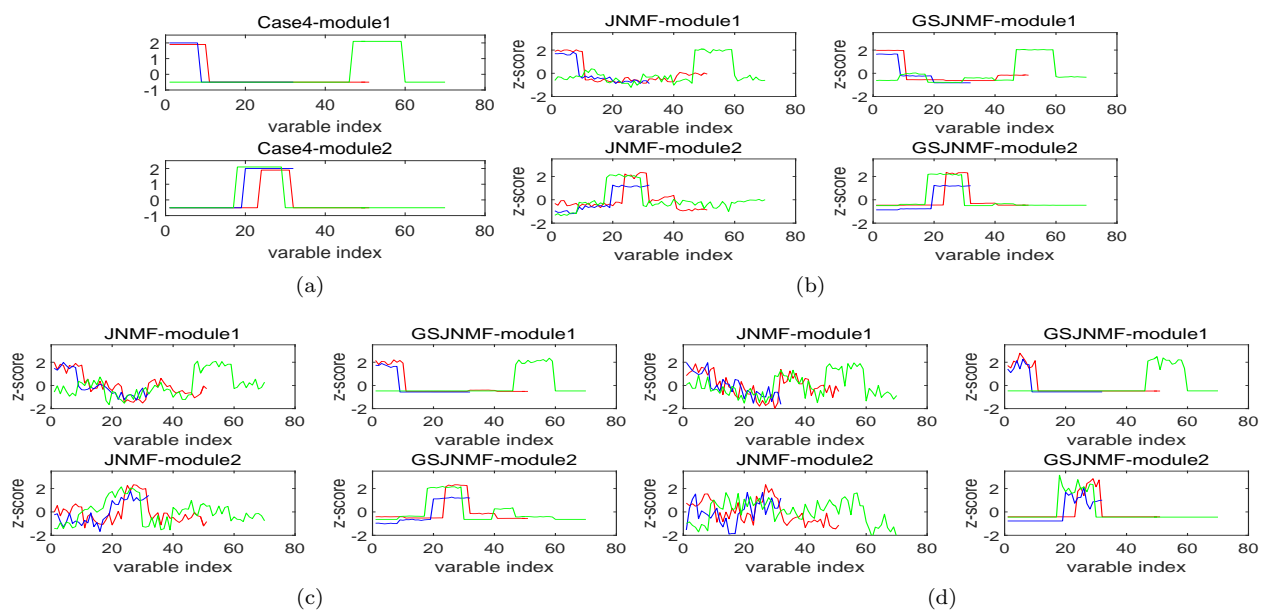 Case4-module1
2
1
0
-1
0 20 40 60 80
varable index
Case4-module2
2
1
0
-1
0 20 40 60 80
varable index
(a)
JNMF-module1
z-score
2
0
-2
0 20 40 60 80
varable index
JNMF-module2
z-score
2
0
-2
0 20 40 60 80
varable index
GSJNMF-module1
z-score
2
0
-2
0 20 40 60 80
varable index
GSJNMF-module2
z-score
2
0
-2
0 20 40 60 80
varable index
(b)
JNMF-module1
z-score
2
0
-2
0 20 40 60 80
varable index
JNMF-module2
z-score
2
0
-2
0 20 40 60 80
varable index
GSJNMF-module1
z-score
2
0
-2
0 20 40 60 80
varable index
GSJNMF-module2
z-score
2
0
-2
0 20 40 60 80
varable index
(c)
JNMF-module1
z-score
2
0
-2
0 20 40 60 80
varable index
JNMF-module2
z-score
2
0
-2
0 20 40 60 80
varable index
GSJNMF-module1
z-score
2
0
-2
0 20 40 60 80
varable index
GSJNMF-module2
z-score
2
0
-2
0 20 40 60 80
varable index
(d)